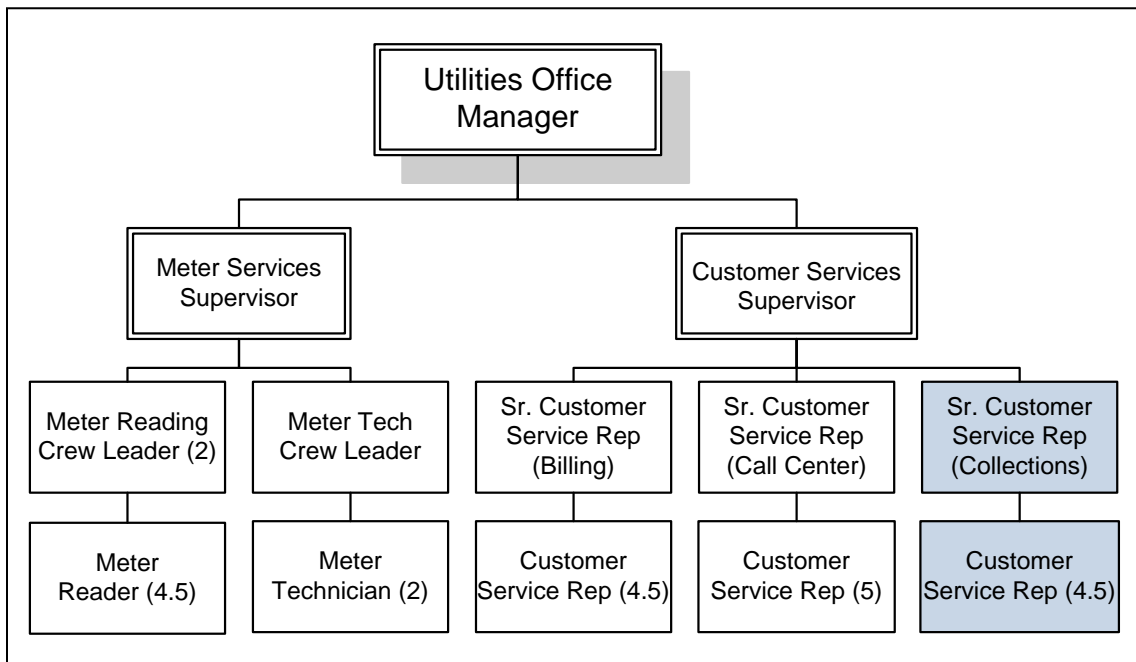 Utilities Office
Manager
Meter Services
Supervisor
Customer Services
Supervisor
Meter Reading
Crew Leader (2)
Meter Tech
Crew Leader
Sr. Customer
Service Rep
(Billing)
Sr. Customer
Service Rep
(Call Center)
Sr. Customer
Service Rep
(Collections)
Meter
Reader (4.5)
Meter
Technician (2)
Customer
Service Rep (4.5)
Customer
Service Rep (5)
Customer
Service Rep (4.5)